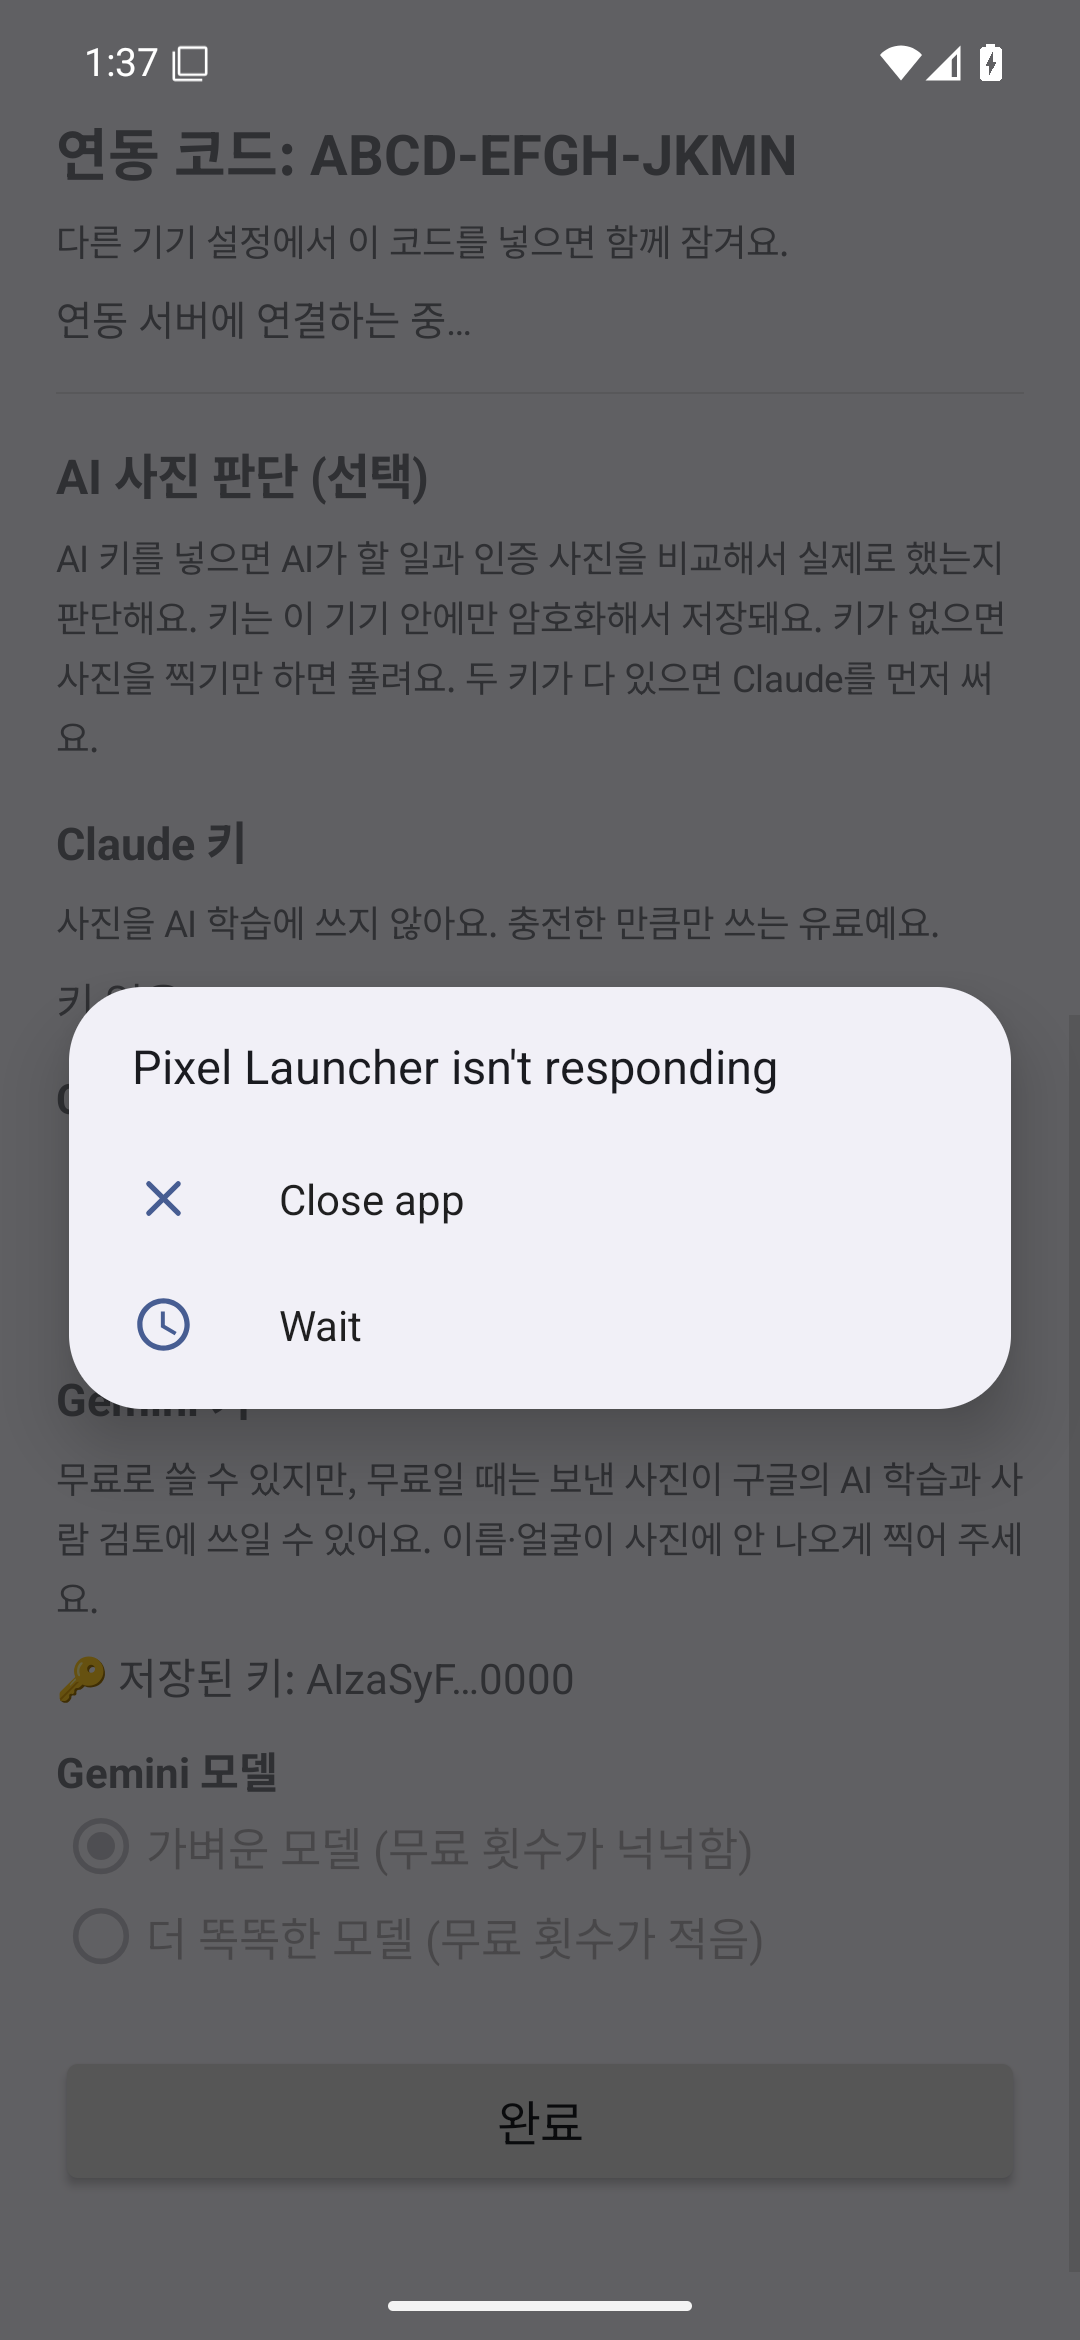 1:37
연동 코드: ABCD-EFGH-JKMN
다른 기기 설정에서 이 코드를 넣으면 함께 잠겨요.
연동 서버에 연결하는 중…
AI 사진 판단 (선택)
AI 키를 넣으면 AI가 할 일과 인증 사진을 비교해서 실제로 했는지
판단해요. 키는 이 기기 안에만 암호화해서 저장돼요. 키가 없으면
사진을 찍기만 하면 풀려요. 두 키가 다 있으면 Claude를 먼저 써
요.
Claude 키
사진을 AI 학습에 쓰지 않아요. 충전한 만큼만 쓰는 유료예요.
키
Pixel Launcher isn't responding
Close app
Wait
Gemini 키
무료로 쓸 수 있지만, 무료일 때는 보낸 사진이 구글의 AI 학습과 사
람 검토에 쓰일 수 있어요. 이름·얼굴이 사진에 안 나오게 찍어 주세
요.
🔑 저장된 키: AIzaSyF…0000
Gemini 모델
가벼운 모델 (무료 횟수가 넉넉함)
더 똑똑한 모델 (무료 횟수가 적음)
완료